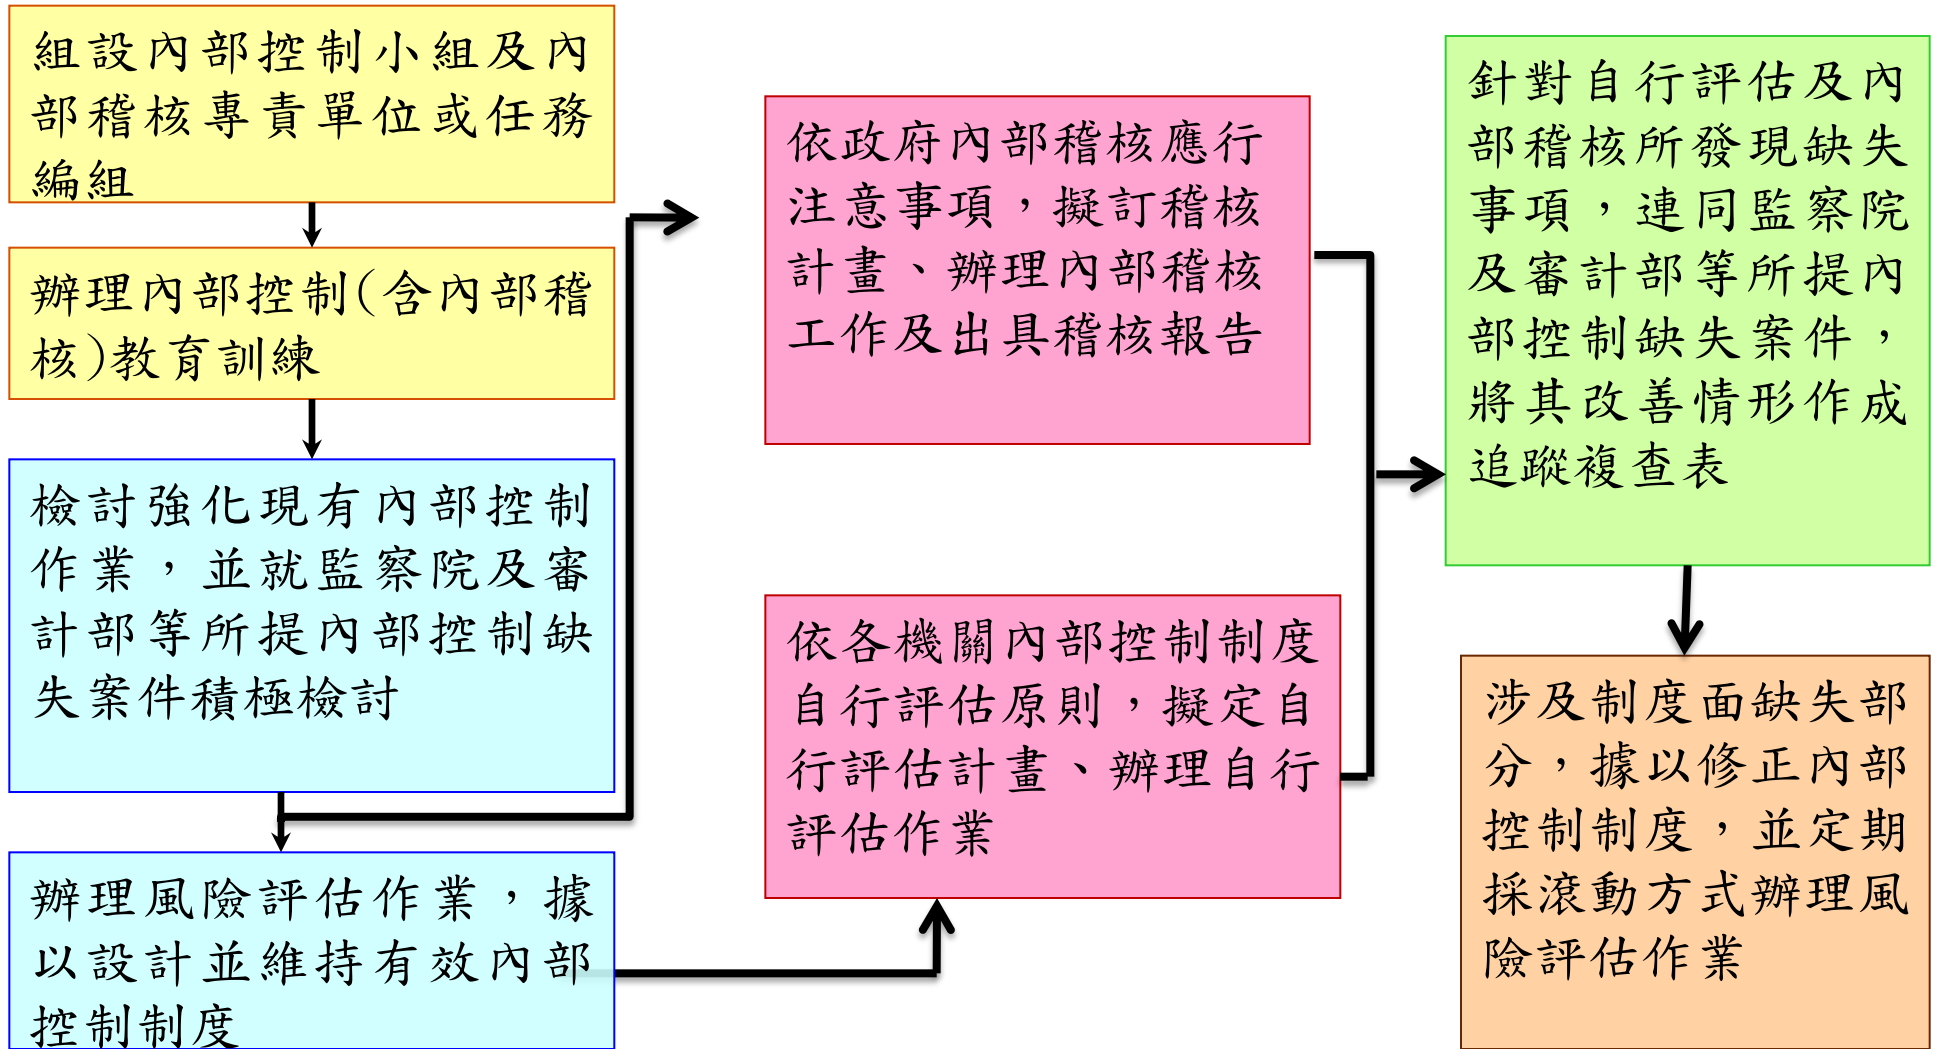 組設內部控制小組及內
部稽核專責單位或任務
編組
辦理內部控制(含內部稽
核)教育訓練
檢討強化現有內部控制
作業，並就監察院及審
計部等所提內部控制缺
失案件積極檢討
辦理風險評估作業，據
以設計並維持有效內部
控制制度
依政府內部稽核應行
注意事項，擬訂稽核
計畫、辦理內部稽核
工作及出具稽核報告
依各機關內部控制制度
自行評估原則，擬定自
行評估計畫、辦理自行
評估作業
針對自行評估及內
部稽核所發現缺失
事項，連同監察院
及審計部等所提內
部控制缺失案件，
將其改善情形作成
追蹤複查表
涉及制度面缺失部
分，據以修正內部
控制制度，並定期
採滾動方式辦理風
險評估作業